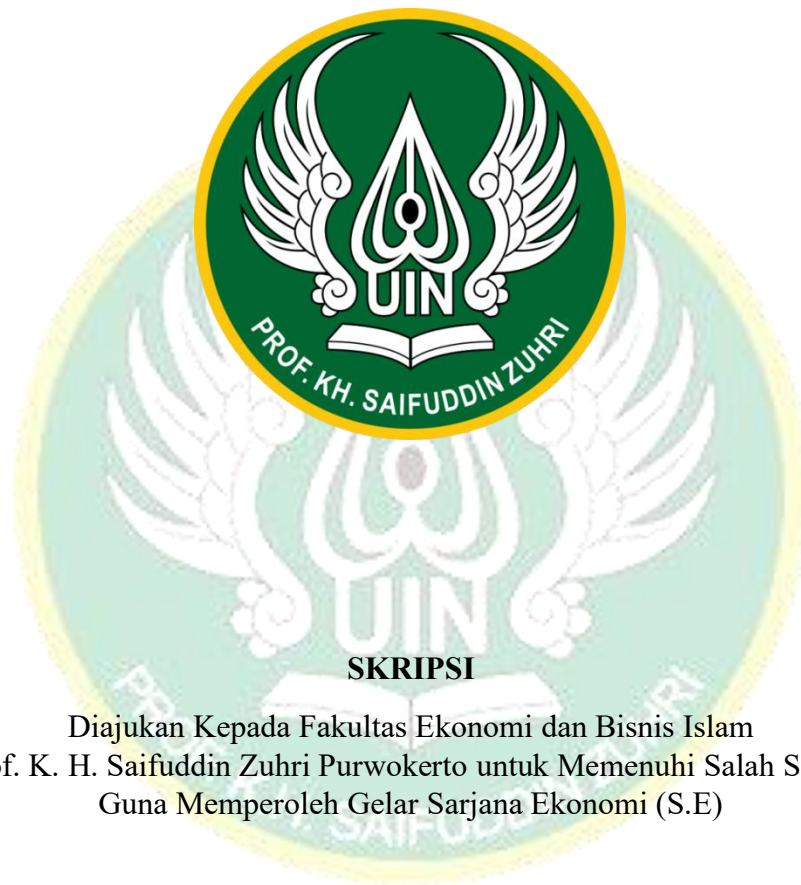 UIN
PROF. KH. SAIFUDDIN ZUHRI
UIN
SKRIPSI
Diajukan Kepada Fakultas Ekonomi dan Bisnis Islam
K. H. Saifuddin Zuhri Purwokerto untuk Memenuhi Salah
Guna Memperoleh Gelar Sarjana Ekonomi (S.E)